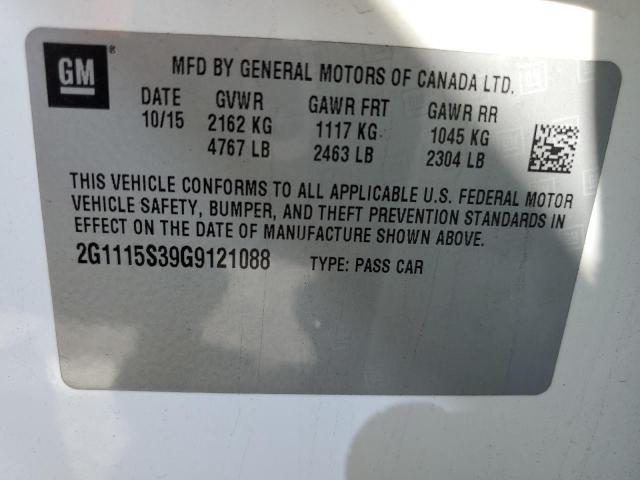 GM ®
MFD BY GENERAL MOTORS OF CANADA LTD.
DATE GVWR GAWR FRT GAWR RR
10/15 2162 KG 1117 KG 1045 KG
4767 LB 2463 LB 2304 LB
THIS VEHICLE CONFORMS TO ALL APPLICABLE U.S. FEDERAL MOTOR
VEHICLE SAFETY, BUMPER, AND THEFT PREVENTION STANDARDS IN
EFFECT ON THE DATE OF MANUFACTURE SHOWN ABOVE.
2G1115S39G9121088 TYPE: PASS CAR